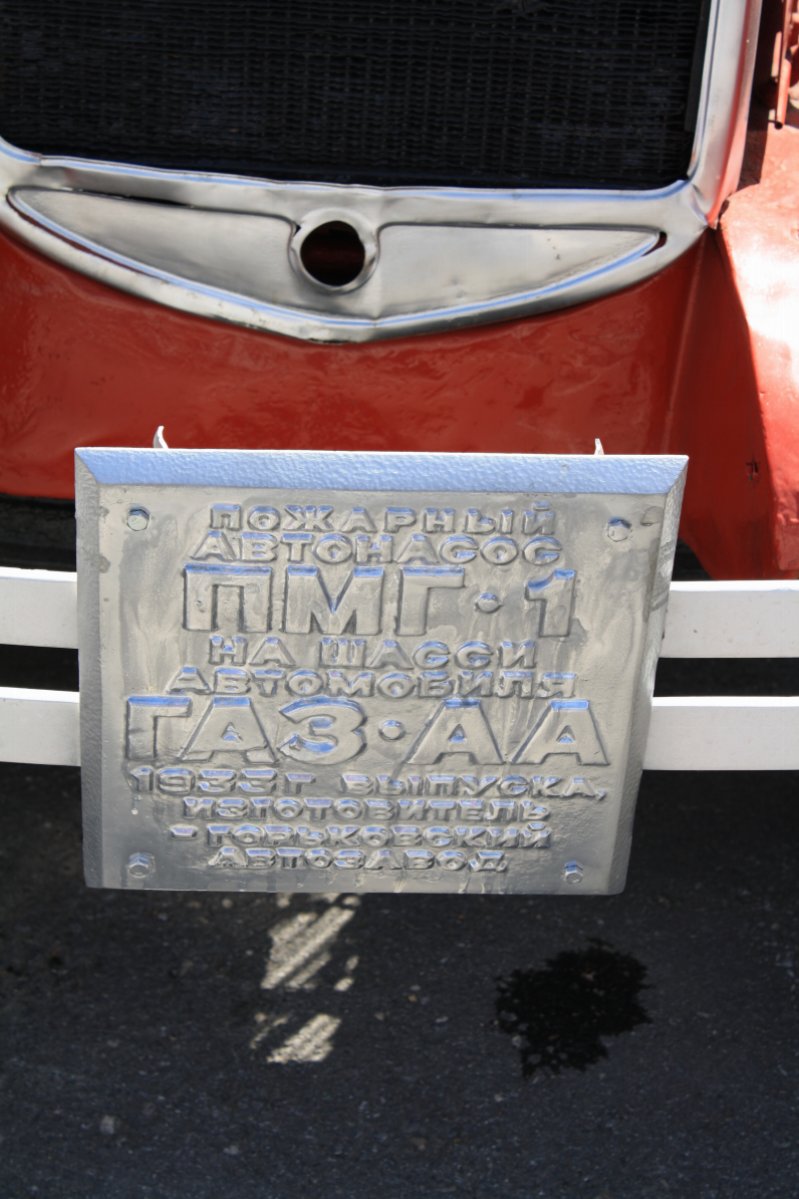 ПОЖАРНЫЙ
АВТОНАСОС
ПМГ·1
НА ШАССИ
АВТОМОБИЛЯ
ГАЗ·АА
1933Г ВЫПУСКА,
ИЗГОТОВИТЕЛЬ
-ГОРЬКОВСКИЙ
АВТОЗАВОД.